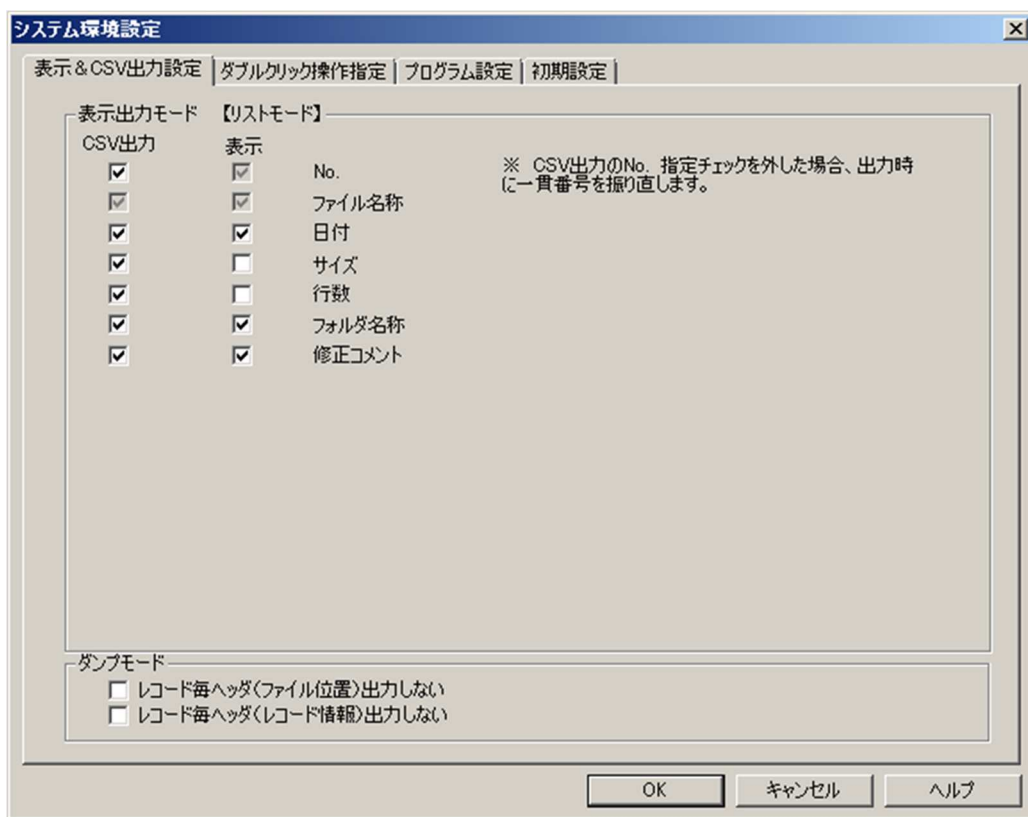 システム環境設定
表示&CSV出力設定 ダブルクリック操作指定 プログラム設定 初期設定
表示出力モード 【リストモード】
CSV出力 表示
No.
※ CSV出力のNo. 指定チェックを外した場合、出力時
に一貫番号を振り直します。
ファイル名称
日付
サイズ
行数
フォルダ名称
修正コメント
ダンプモード
レコード毎ヘッダ(ファイル位置)出力しない
レコード毎ヘッダ(レコード情報)出力しない
OK キャンセル ヘルプ